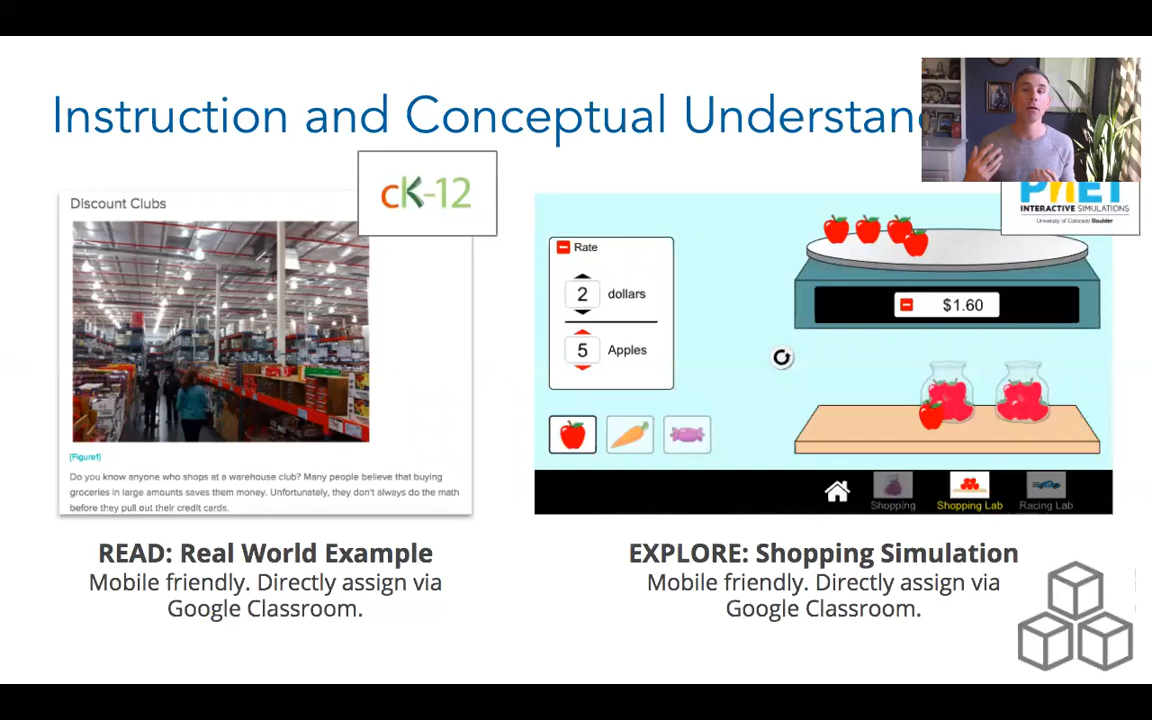 Instruction and Conceptual
cK-12
Discount Clubs
[Figure1]
Do you know anyone who shops at a warehouse club? Many people believe that buying
groceries in large amounts saves them money. Unfortunately, they don't always do the math
before they pull out their credit cards.
READ: Real World Example
Mobile friendly. Directly assign via
Google Classroom.
PhET
INTERACTIVE SIMULATIONS
University of Colorado Boulder
Rate
2 dollars
5 Apples
$1.60
Shopping
Shopping Lab
Racing Lab
EXPLORE: Shopping Simulation
Mobile friendly. Directly assign via
Google Classroom.